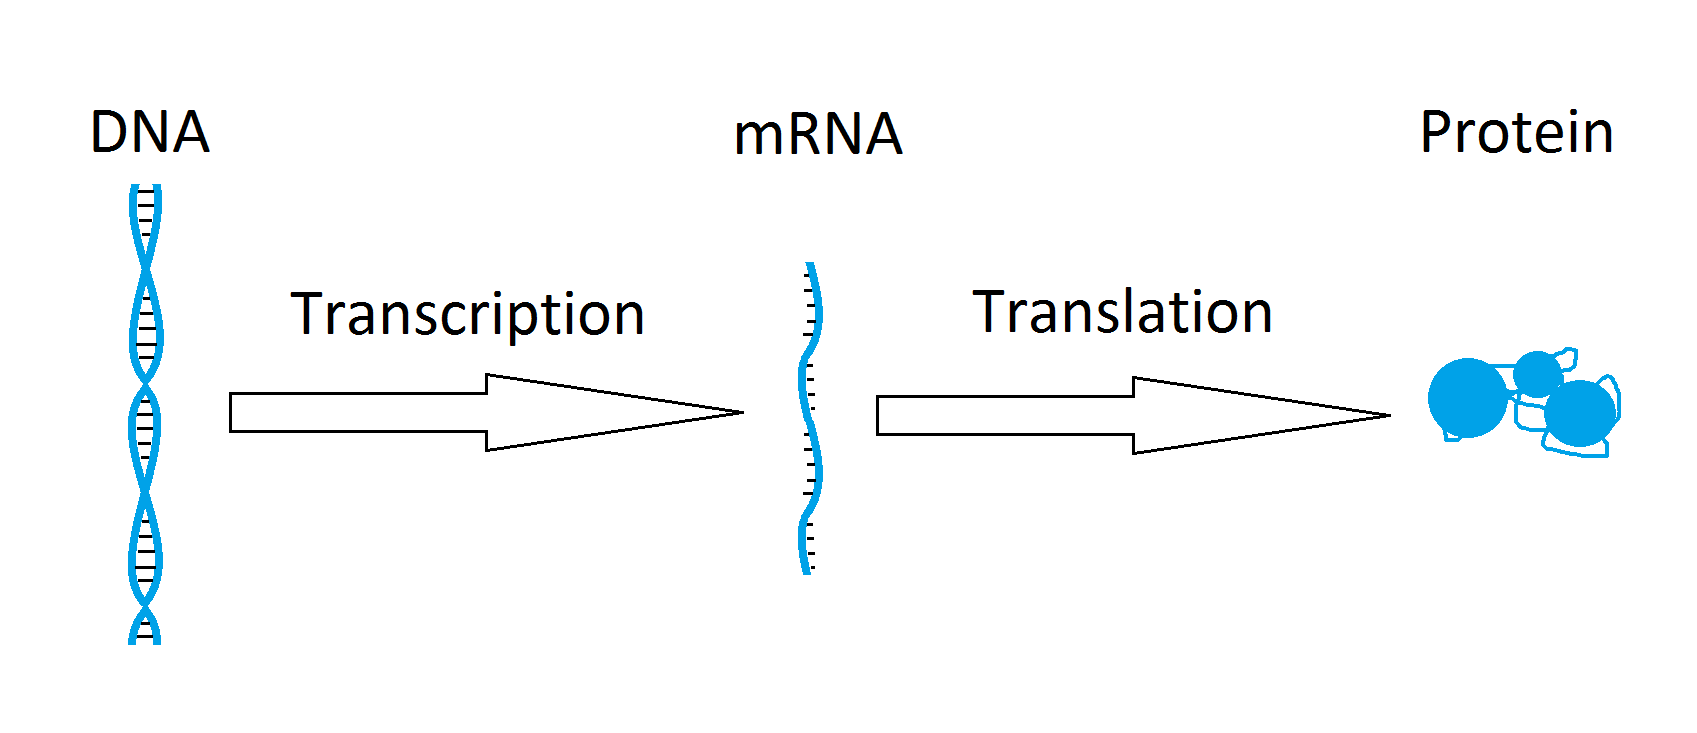 DNA
mRNA
Protein
Transcription
Translation